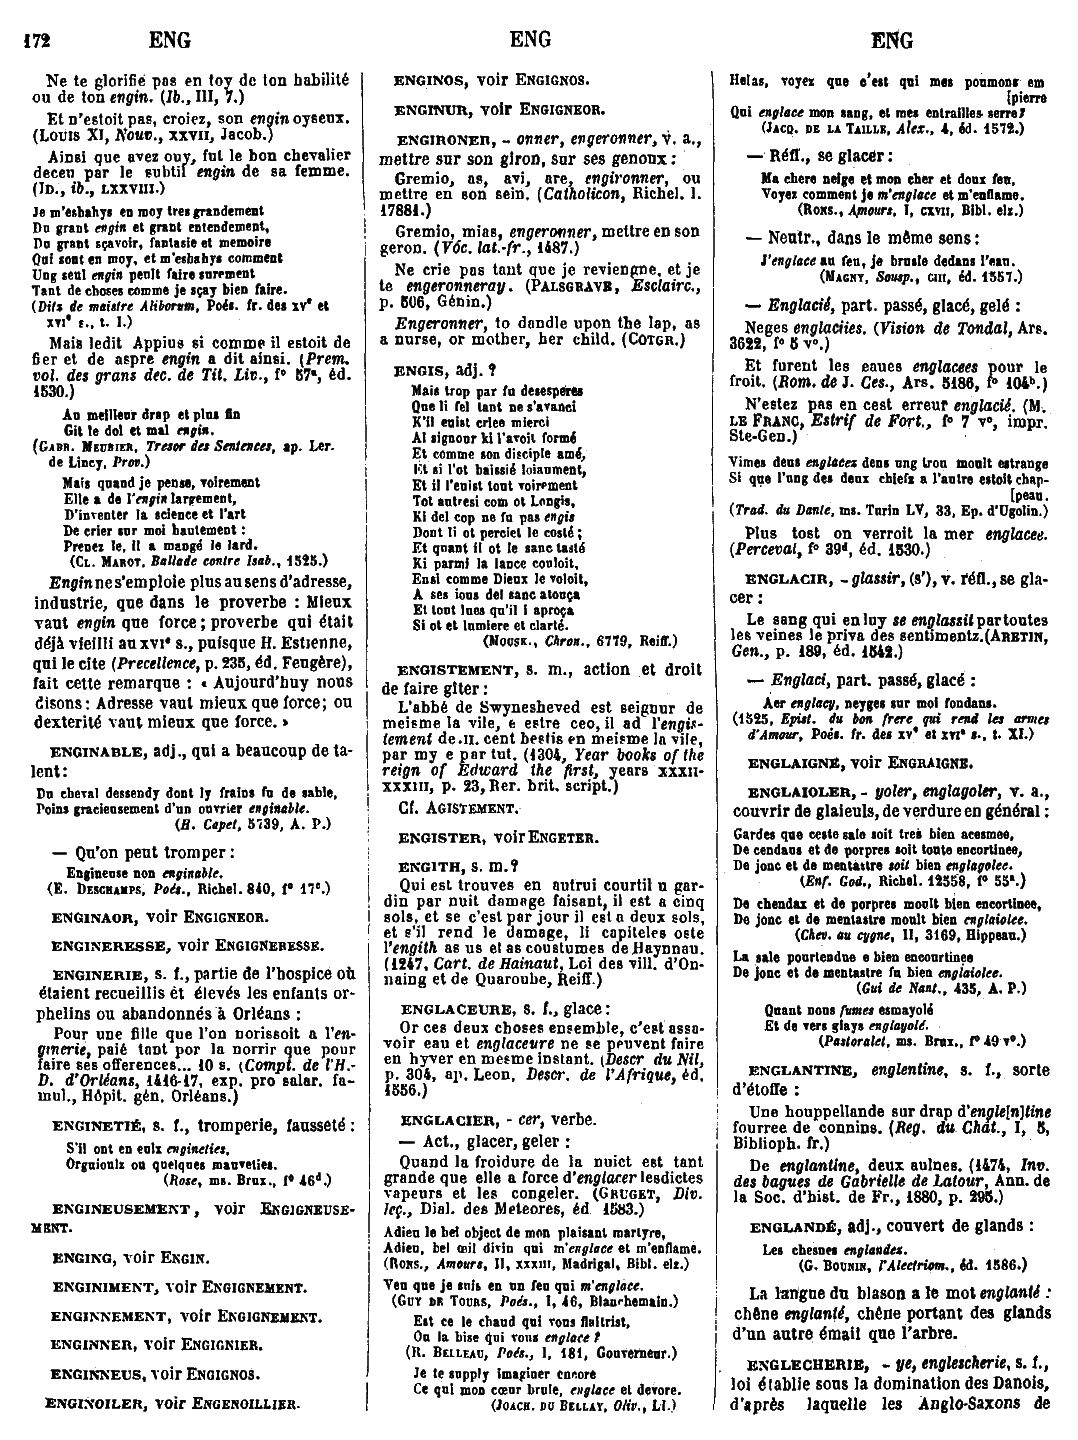 172 ENG ENG ENG
Ne te glorifie pas en toy de ton habilité
ou de ton engin. (Ib., III, 7.)
Et n'estoit pas, croiez, son engin oyseux.
(LOUIS XI, Nouv., XXVII, Jacob.)
Ainsi que avez ouy, fut le bon chevalier
deceu par le subtil engin de sa femme.
(ID., ib., LXXVIII.)
Je m'esbahys en moy tres grandement
Du grant engin et grant entendement,
Du grant sçavoir, fantasie et memoire
Qui sont en moy, et m'esbahys comment
Ung seul engin peult faire surement
Tant de choses comme je sçay bien faire.
(Ditz de maistre Aliborum, Poés. fr. des xve et
xvie s., t. I.)
Mais ledit Appius si comme il estoit de
fier et de aspre engin a dit ainsi. (Prem.
vol. des grans dec. de Tit. Liv., fo 57a, éd.
1530.)
Au meilleur drap et plus fin
Git le dol et mal engin.
(GABR. MEURIER, Tresor des Sentences, ap. Ler.
de Lincy, Prov.)
Mais quand je pense, voirement
Elle a de l'engin largement,
D'inventer la science et l'art
De crier sur moi hautement :
Prenez le, il a mangé le lard.
(CL. MAROT, Ballade contre Isab., 1525.)
Engin ne s'emploie plus au sens d'adresse,
industrie, que dans le proverbe : Mieux
vaut engin que force ; proverbe qui était
déjà vieilli au xvie s., puisque H. Estienne,
qui le cite (Precellence, p. 235, éd. Feugère),
fait cette remarque : « Aujourd'huy nous
disons : Adresse vaut mieux que force; ou
dexterité vaut mieux que force. »
ENGINABLE, adj., qui a beaucoup de ta-
lent :
Du cheval dessendy dont ly frains fu de sable,
Poins gracieusement d'un ouvrier enginable.
(H. Capet, 5739, A. P.)
— Qu'on peut tromper :
Engineuse non enginable.
(E. DESCHAMPS, Poés., Richel. 840, fo 17c.)
ENGINAOR, voir ENGIGNEOR.
ENGINERESSE, voir ENGIGNERESSE.
ENGINERIE, s. f., partie de l'hospice où
étaient recueillis et élevés les enfants or-
phelins ou abandonnés à Orléans :
Pour une fille que l'on norissoit a l'en-
ginerie, paié tant por la norrir que pour
faire ses offerences... 10 s. (Compt. de l'H.-
D. d'Orléans, 1416-17, exp. pro salar. fa-
mul., Hôpit. gén. Orléans.)
ENGINETIÉ, s. f., tromperie, fausseté :
S'il ont en eulx engineties,
Orguioulz ou quelques mauveties.
(Rose, ms. Brux., fo 46d.)
ENGINEUSEMENT, voir ENGIGNEUSE-
MENT.
ENGING, voir ENGIN.
ENGINIMENT, voir ENGIGNEMENT.
ENGINNEMENT, voir ENGIGNEMENT.
ENGINNER, voir ENGIGNIER.
ENGINNEUS, voir ENGIGNOS.
ENGINOILER, voir ENGENOILLIER.
ENGINOS, voir ENGIGNOS.
ENGINUR, voir ENGIGNEOR.
ENGIRONER, - onner, engeronner, v. a.,
mettre sur son giron, sur ses genoux :
Gremio, as, avi, are, engironner, ou
mettre en son sein. (Catholicon, Richel. l.
17881.)
Gremio, mias, engeronner, mettre en son
geron. (Voc. lat.-fr., 1487.)
Ne crie pas tant que je reviengne, et je
te engeronneray. (PALSGRAVE, Esclairc.,
p. 506, Génin.)
Engeronner, to dandle upon the lap, as
a nurse, or mother, her child. (COTGR.)
ENGIS, adj. ?
Mais trop par fu desesperes
Que li fel tant ne s'avanci
K'il euist criee mierci
Al signour ki l'avoit formé
Et comme son disciple amé,
Et si l'ot baissié loiaument,
Et il l'euist tout voirement
Tot autresi com ot Longis,
Ki del cop ne fu pas engis
Dont li ot perciet le costé ;
Et quant il ot le sanc tasté
Ki parmi la lance couloit,
Ensi comme Dieux le voloit,
A ses ious del sanc atouça
Et tout lues qu'il i aproça
Si ot et lumiere et clarté.
(MOUSK., Chron., 6779, Reiff.)
ENGISTEMENT, s. m., action et droit
de faire gîter :
L'abbé de Swynesheved est seigour de
meisme la vile, e estre ceo, il ad l'engis-
tement de .II. cent bestis en meisme la vile,
par my e par tut. (1304, Year books of the
reign of Edward the first, years XXXII-
XXXIII, p. 23, Rer. brit. script.)
Cf. AGISTEMENT.
ENGISTER, voir ENGETER.
ENGITH, s. m. ?
Qui est trouves en autrui courtil u gar-
din par nuit damage faisant, il est a cinq
sols, et se c'est par jour il est a deux sols,
et s'il rend le damage, li capiteles oste
l'engith as us et as coustumes de Haynnau.
(1247, Cart. de Hainaut, Loi des vill. d'On-
naing et de Quaroube, Reiff.)
ENGLACEURE, s. f., glace :
Or ces deux choses ensemble, c'est assa-
voir eau et englaceure ne se peuvent faire
en hyver en mesme instant. (Descr du Nil,
p. 304, ap. Leon, Descr. de l'Afrique, éd.
1556.)
ENGLACIER, - cer, verbe.
— Act., glacer, geler :
Quand la froidure de la nuict est tant
grande que elle a force d'englacer lesdictes
vapeurs et les congeler. (GRUGET, Div.
leç., Dial. des Meteores, éd 1583.)
Adieu le bel object de mon plaisant martyre,
Adieu, bel œil divin qui m'englace et m'enflame.
(RONS., Amours, II, XXXIII, Madrigal, Bibl. elz.)
Veu que je suis en un feu qui m'englace.
(GUY DE TOURS, Poés., I, 46, Blanchemain.)
Est ce le chaud qui vous flaitrist,
Ou la bise qui vous englace ?
(R. BELLEAU, Poés., I, 181, Gouverneur.)
Je te supply imaginer encore
Ce qui mon cœur brule, englace et devore.
(JOACH. DU BELLAY, Oliv., LI.)
Helas, voyez que c'est qui mes poumons em
[pierre
Qui englace mon sang, et mes entrailles serre?
(JACQ. DE LA TAILLE, Alex., 4, éd. 1572.)
— Réfl., se glacer :
Ma chere neige et mon cher et doux feu,
Voyez comment je m'englace et m'enflame.
(RONS., Amours, I, CXVII, Bibl. elz.)
— Neutr., dans le même sens :
J'englace au feu, je brusle dedans l'eau.
(MAGNY, Sousp., CIII, éd. 1557.)
— Englacié, part. passé, glacé, gelé :
Neges englaciies. (Vision de Tondal, Ars.
3622, fo 5 vo.)
Et furent les eaues englacees pour le
froit. (Rom. de J. Ces., Ars. 5186, fo 104b.)
N'estez pas en cest erreur englacié. (M.
LE FRANC, Estrif de Fort., fo 7 vo, impr.
Ste-Gen.)
Vimes deus englacez dens ung trou moult estrange
Si que l'ung des deux chiefz a l'autre estoit chap-
[peau.
(Trad. du Dante, ms. Turin LV, 33, Ep. d'Ugolin.)
Plus tost on verroit la mer englacee.
(Perceval, fo 39d, éd. 1530.)
ENGLACIR, - glassir, (s'), v. réfl., se gla-
cer :
Le sang qui en luy se englassit par toutes
les veines le priva des sentimentz. (ARETIN,
Gen., p. 189, éd. 1542.)
— Englaci, part. passé, glacé :
Aer englacy, neyges sur moi fondans.
(1525, Epist. du bon frere qui rend les armes
d'Amour, Poés. fr. des xve et xvie s., t. XI.)
ENGLAIGNE, voir ENGRAIGNE.
ENGLAIOLER, - yoler, englagoler, v. a.,
couvrir de glaïeuls, de verdure en général :
Gardes que ceste sale soit tres bien acesmee,
De cendaus et de porpres soit toute encortinee,
De jonc et de mentastre soit bien englagolee.
(Enf. God., Richel. 12558, fo 55a.)
De chendax et de porpres moult bien encortinee,
De jonc et de mentastre moult bien englaiolee.
(Chev. au cygne, II, 3169, Hippeau.)
La sale pourtendue e bien encourtinee
De jonc et de mentastre fu bien englaiolee.
(Gui de Nant., 435, A. P.)
Quant nous fumes esmayolé
Et de vers glays englayolé.
(Pastoralet, ms. Brux., fo 49 vo.)
ENGLANTINE, englentine, s. f., sorte
d'étoffe :
Une houppellande sur drap d'engle[n]tine
fourree de connins. (Reg. du Chât., I, 5,
Biblioph. fr.)
De englantine, deux aulnes. (1474, Inv.
des bagues de Gabrielle de Latour, Ann. de
la Soc. d'hist. de Fr., 1880, p. 295.)
ENGLANDÉ, adj., couvert de glands :
Les chesnes englandez.
(G. BOUNIN, l'Alectriom., éd. 1586.)
La langue du blason a le mot englanté :
chêne englanté, chêne portant des glands
d'un autre émail que l'arbre.
ENGLECHERIE, - ye, englescherie, s. f.,
loi établie sous la domination des Danois,
d'après laquelle les Anglo-Saxons de